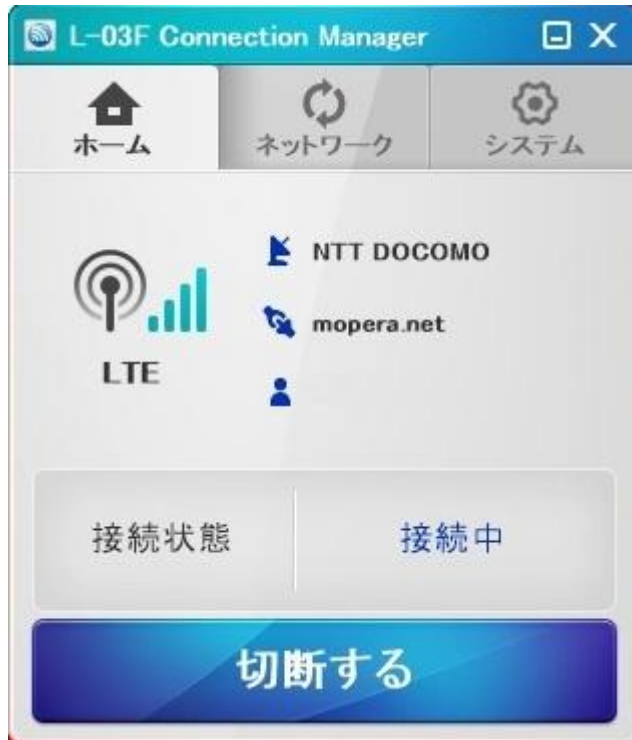 L-03F Connection Manager
ホーム
ネットワーク
システム
NTT DOCOMO
mopera.net
LTE
接続状態
接続中
切断する